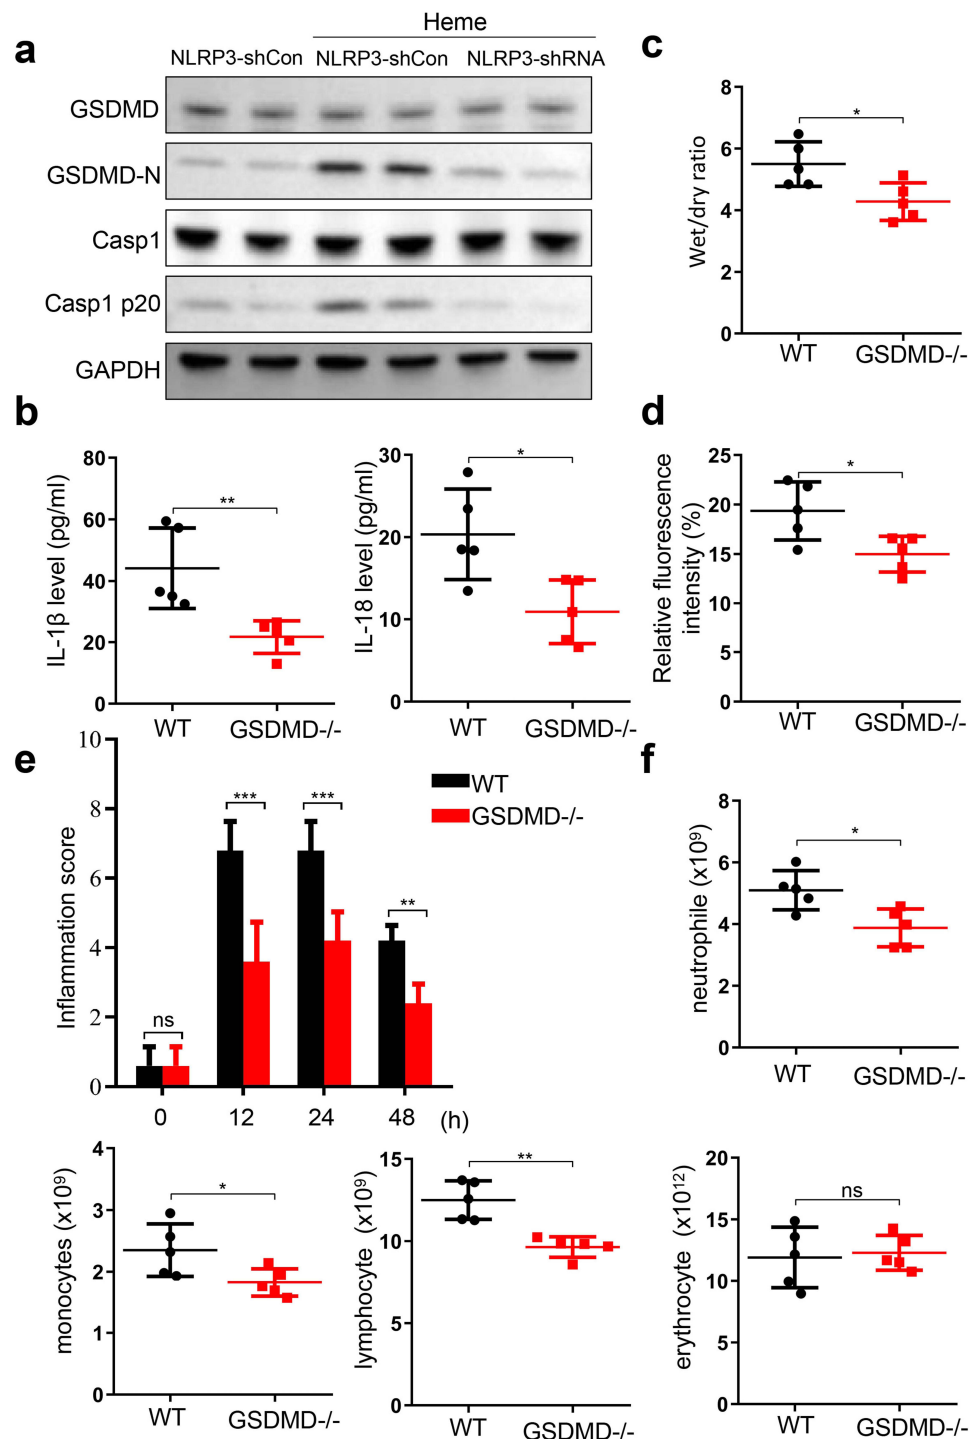 a
Heme
NLRP3-shCon NLRP3-shCon NLRP3-shRNA
GSDMD
GSDMD-N
Casp1
Casp1 p20
GAPDH
c
Wet/dry ratio
8
6
4
2
0
*
WT GSDMD-/-
b
IL-1β level (pg/ml)
80
60
40
20
0
**
WT GSDMD-/-
IL-18 level (pg/ml)
30
20
10
0
*
WT GSDMD-/-
d
Relative fluorescence
intensity (%)
25
20
15
10
5
0
*
WT GSDMD-/-
e
Inflammation score
10
8
6
4
2
0
ns
***
***
**
WT
GSDMD-/-
0 12 24 48 (h)
f
neutrophile (x10⁹)
8
6
4
2
0
*
WT GSDMD-/-
monocytes (x10⁹)
4
3
2
1
0
*
WT GSDMD-/-
lymphocyte (x10⁹)
15
10
5
0
**
WT GSDMD-/-
erythrocyte (x10¹²)
20
15
10
5
0
ns
WT GSDMD-/-